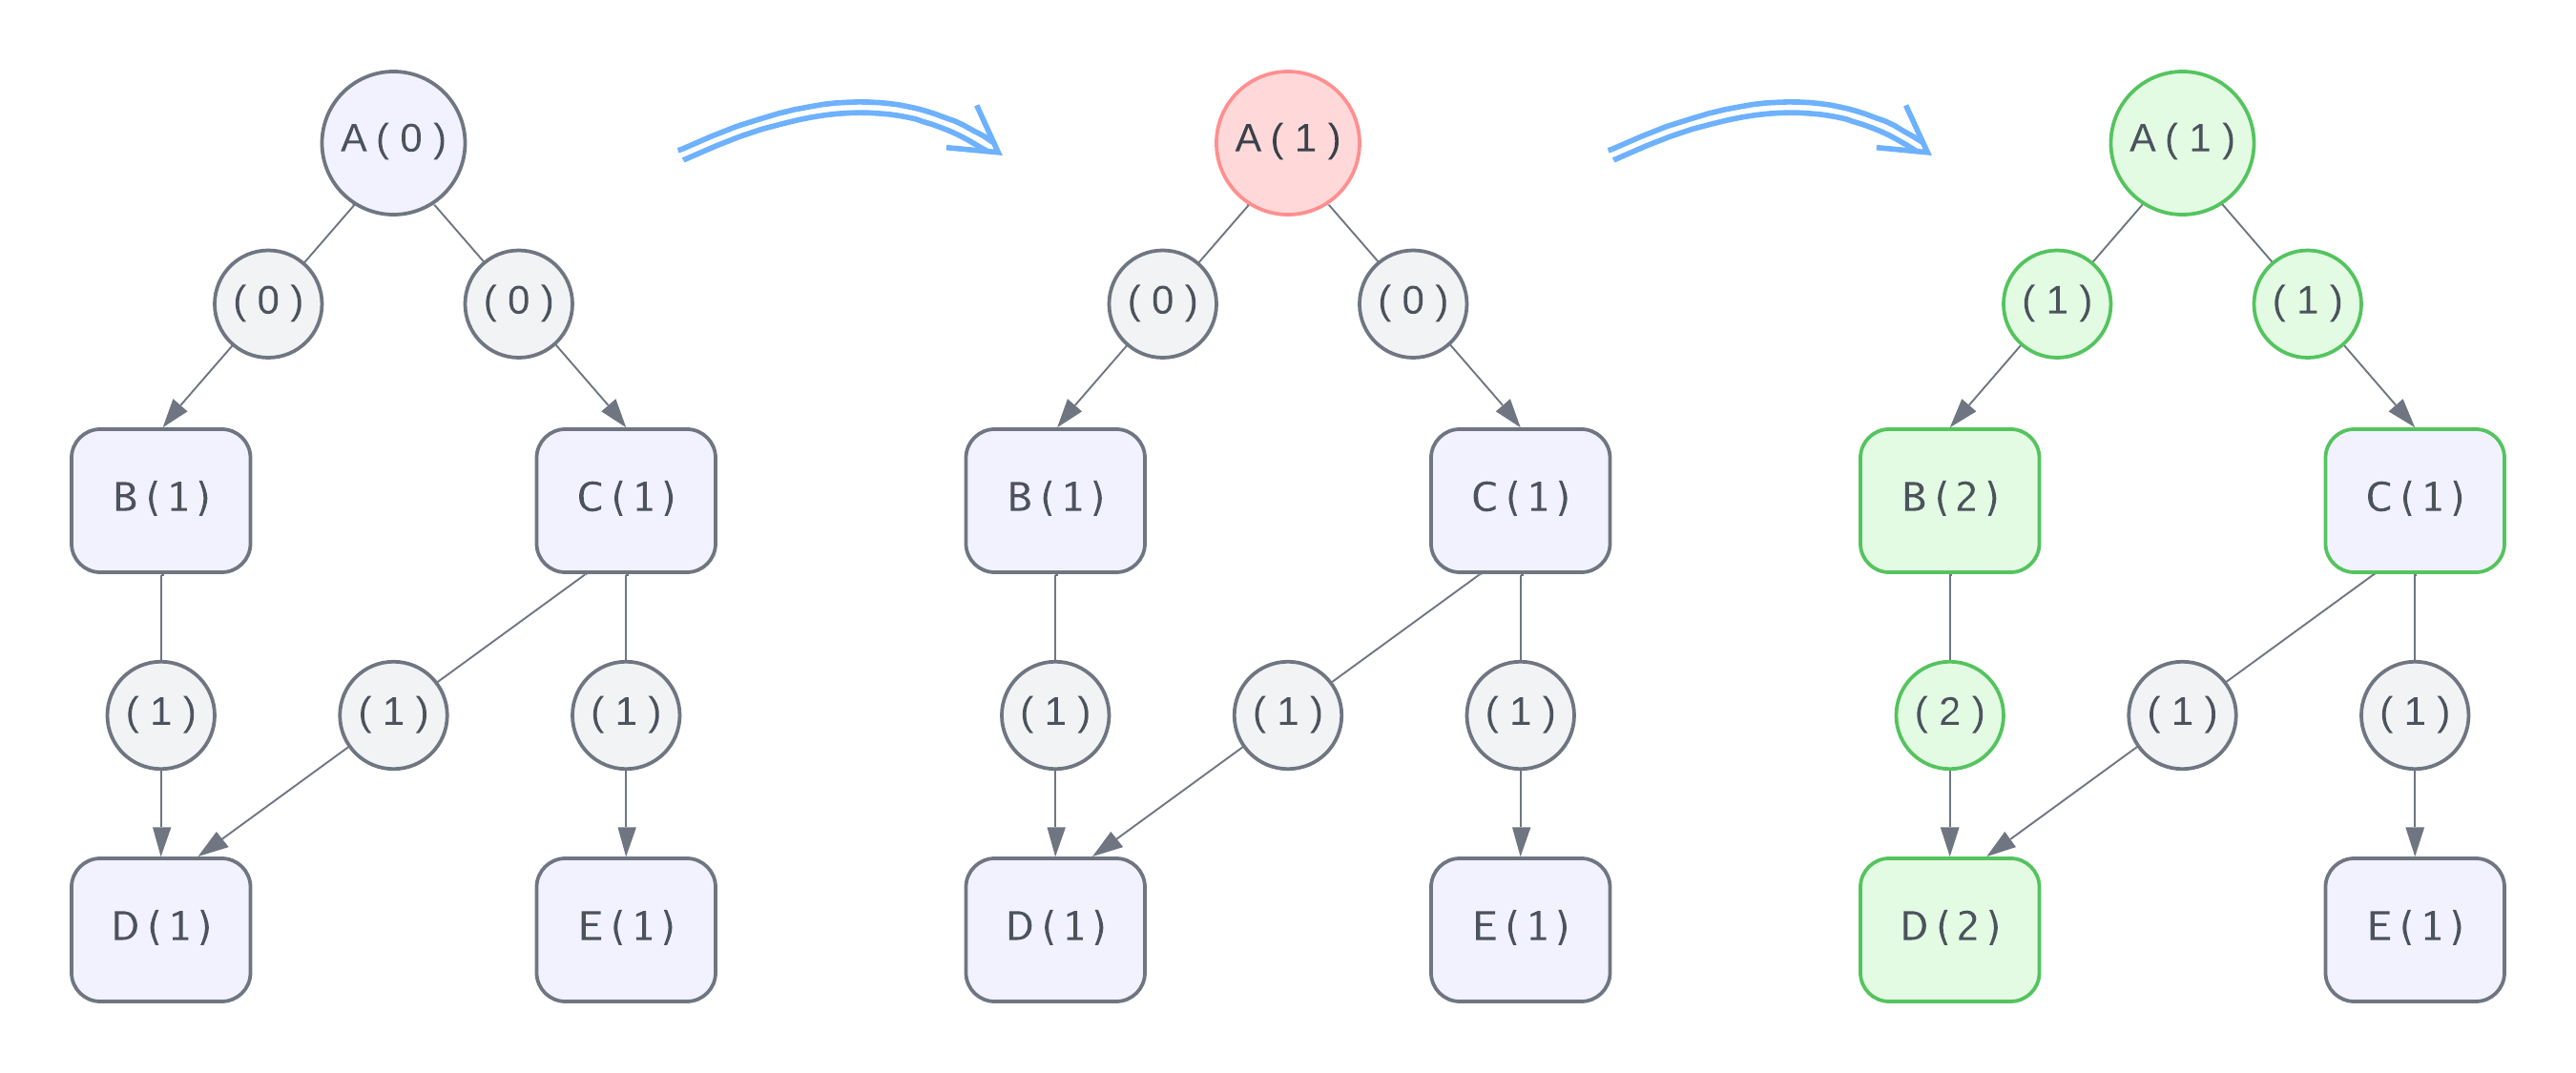 A(0) A(1) A(1)
(0) (0) (0) (0) (1) (1)
B(1) C(1) B(1) C(1) B(2) C(1)
(1) (1) (1) (1) (1) (1) (2) (1) (1)
D(1) E(1) D(1) E(1) D(2) E(1)